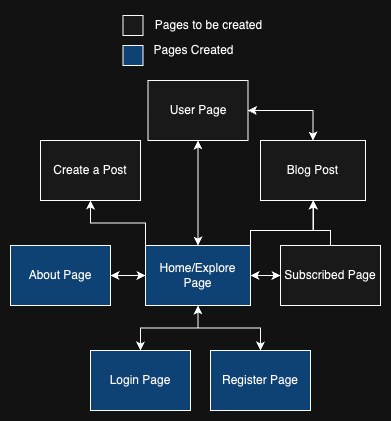 Pages to be created
Pages Created
User Page
Create a Post
Blog Post
About Page
Home/Explore
Page
Subscribed Page
Login Page
Register Page